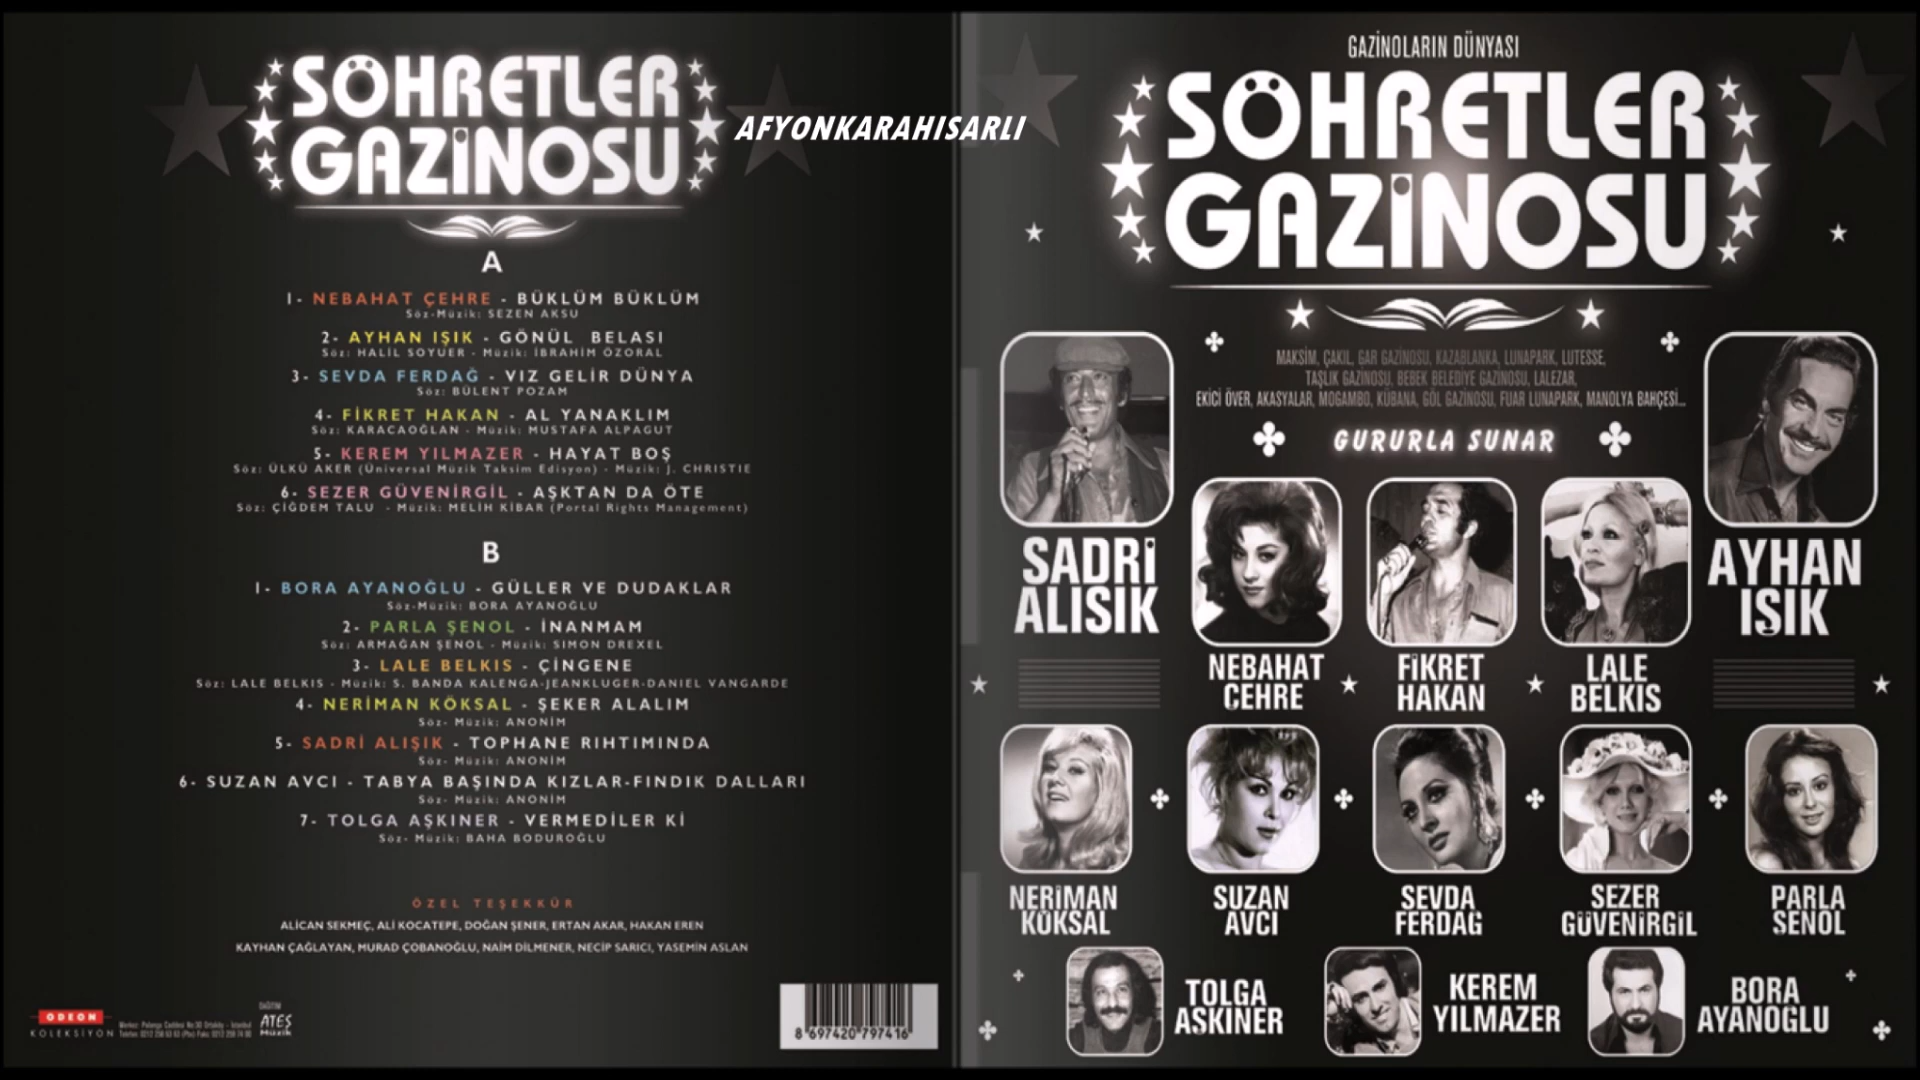 SÖHRETLER
GAZİNOSU
AFYONKARAHISARLI
A
1- NEBAHAT ÇEHRE - BÜKLÜM BÜKLÜM
Söz-Müzik: SEZEN AKSU
2- AYHAN IŞIK - GÖNÜL BELASI
Söz: HALİL SOYUER - Müzik: İBRAHİM ÖZORAL
3- SEVDA FERDAĞ - VIZ GELİR DÜNYA
Söz: BÜLENT POZAM
4- FİKRET HAKAN - AL YANAKLIM
Söz: KARACAOĞLAN - Müzik: MUSTAFA ALPAGUT
5- KEREM YILMAZER - HAYAT BOŞ
Söz: ÜLKÜ AKER (Üniversal Müzik Taksim Edisyon) - Müzik: J. CHRISTIE
6- SEZER GÜVENİRGİL - AŞKTAN DA ÖTE
Söz: ÇİĞDEM TALU - Müzik: MELİH KİBAR (Portal Rights Management)
B
1- BORA AYANOĞLU - GÜLLER VE DUDAKLAR
Söz-Müzik: BORA AYANOĞLU
2- PARLA ŞENOL - İNANMAM
Söz: ARMAĞAN ŞENOL - Müzik: SIMON DREXEL
3- LALE BELKIS - ÇİNGENE
Söz: LALE BELKIS - Müzik: S. BANDA KALENGA-JEANKLUGER-DANIEL VANGARDE
4- NERİMAN KÖKSAL - ŞEKER ALALIM
Söz- Müzik: ANONİM
5- SADRİ ALIŞIK - TOPHANE RIHTIMINDA
Söz- Müzik: ANONİM
6- SUZAN AVCI - TABYA BAŞINDA KIZLAR-FINDIK DALLARI
Söz- Müzik: ANONİM
7- TOLGA AŞKINER - VERMEDİLER Kİ
Söz- Müzik: BAHA BODUROĞLU
ÖZEL TEŞEKKÜR
ALİCAN SEKMEÇ, ALİ KOCATEPE, DOĞAN ŞENER, ERTAN AKAR, HAKAN EREN
KAYHAN ÇAĞLAYAN, MURAD ÇOBANOĞLU, NAİM DİLMENER, NECİP SARICI, YASEMİN ASLAN
ODEON
KOLEKSİYON
DAĞITIM
ATEŞ
Müzik
8 697420 797416
GAZİNOLARIN DÜNYASI
SÖHRETLER
GAZİNOSU
MAKSİM, ÇAKIL, GAR GAZİNOSU, KAZABLANKA, LUNAPARK, LUTESSE,
TAŞLIK GAZİNOSU, BEBEK BELEDİYE GAZİNOSU, LALEZAR,
EKİCİ ÖVER, AKASYALAR, MOGAMBO, KÜBANA, GÖL GAZİNOSU, FUAR LUNAPARK, MANOLYA BAHÇESİ...
GURURLA SUNAR
SADRİ
ALISIK
AYHAN
IŞIK
NEBAHAT
ÇEHRE
FİKRET
HAKAN
LALE
BELKIS
NERİMAN
KÖKSAL
SUZAN
AVCI
SEVDA
FERDAG
SEZER
GÜVENİRGİL
PARLA
SENOL
TOLGA
ASKINER
KEREM
YILMAZER
BORA
AYANOGLU